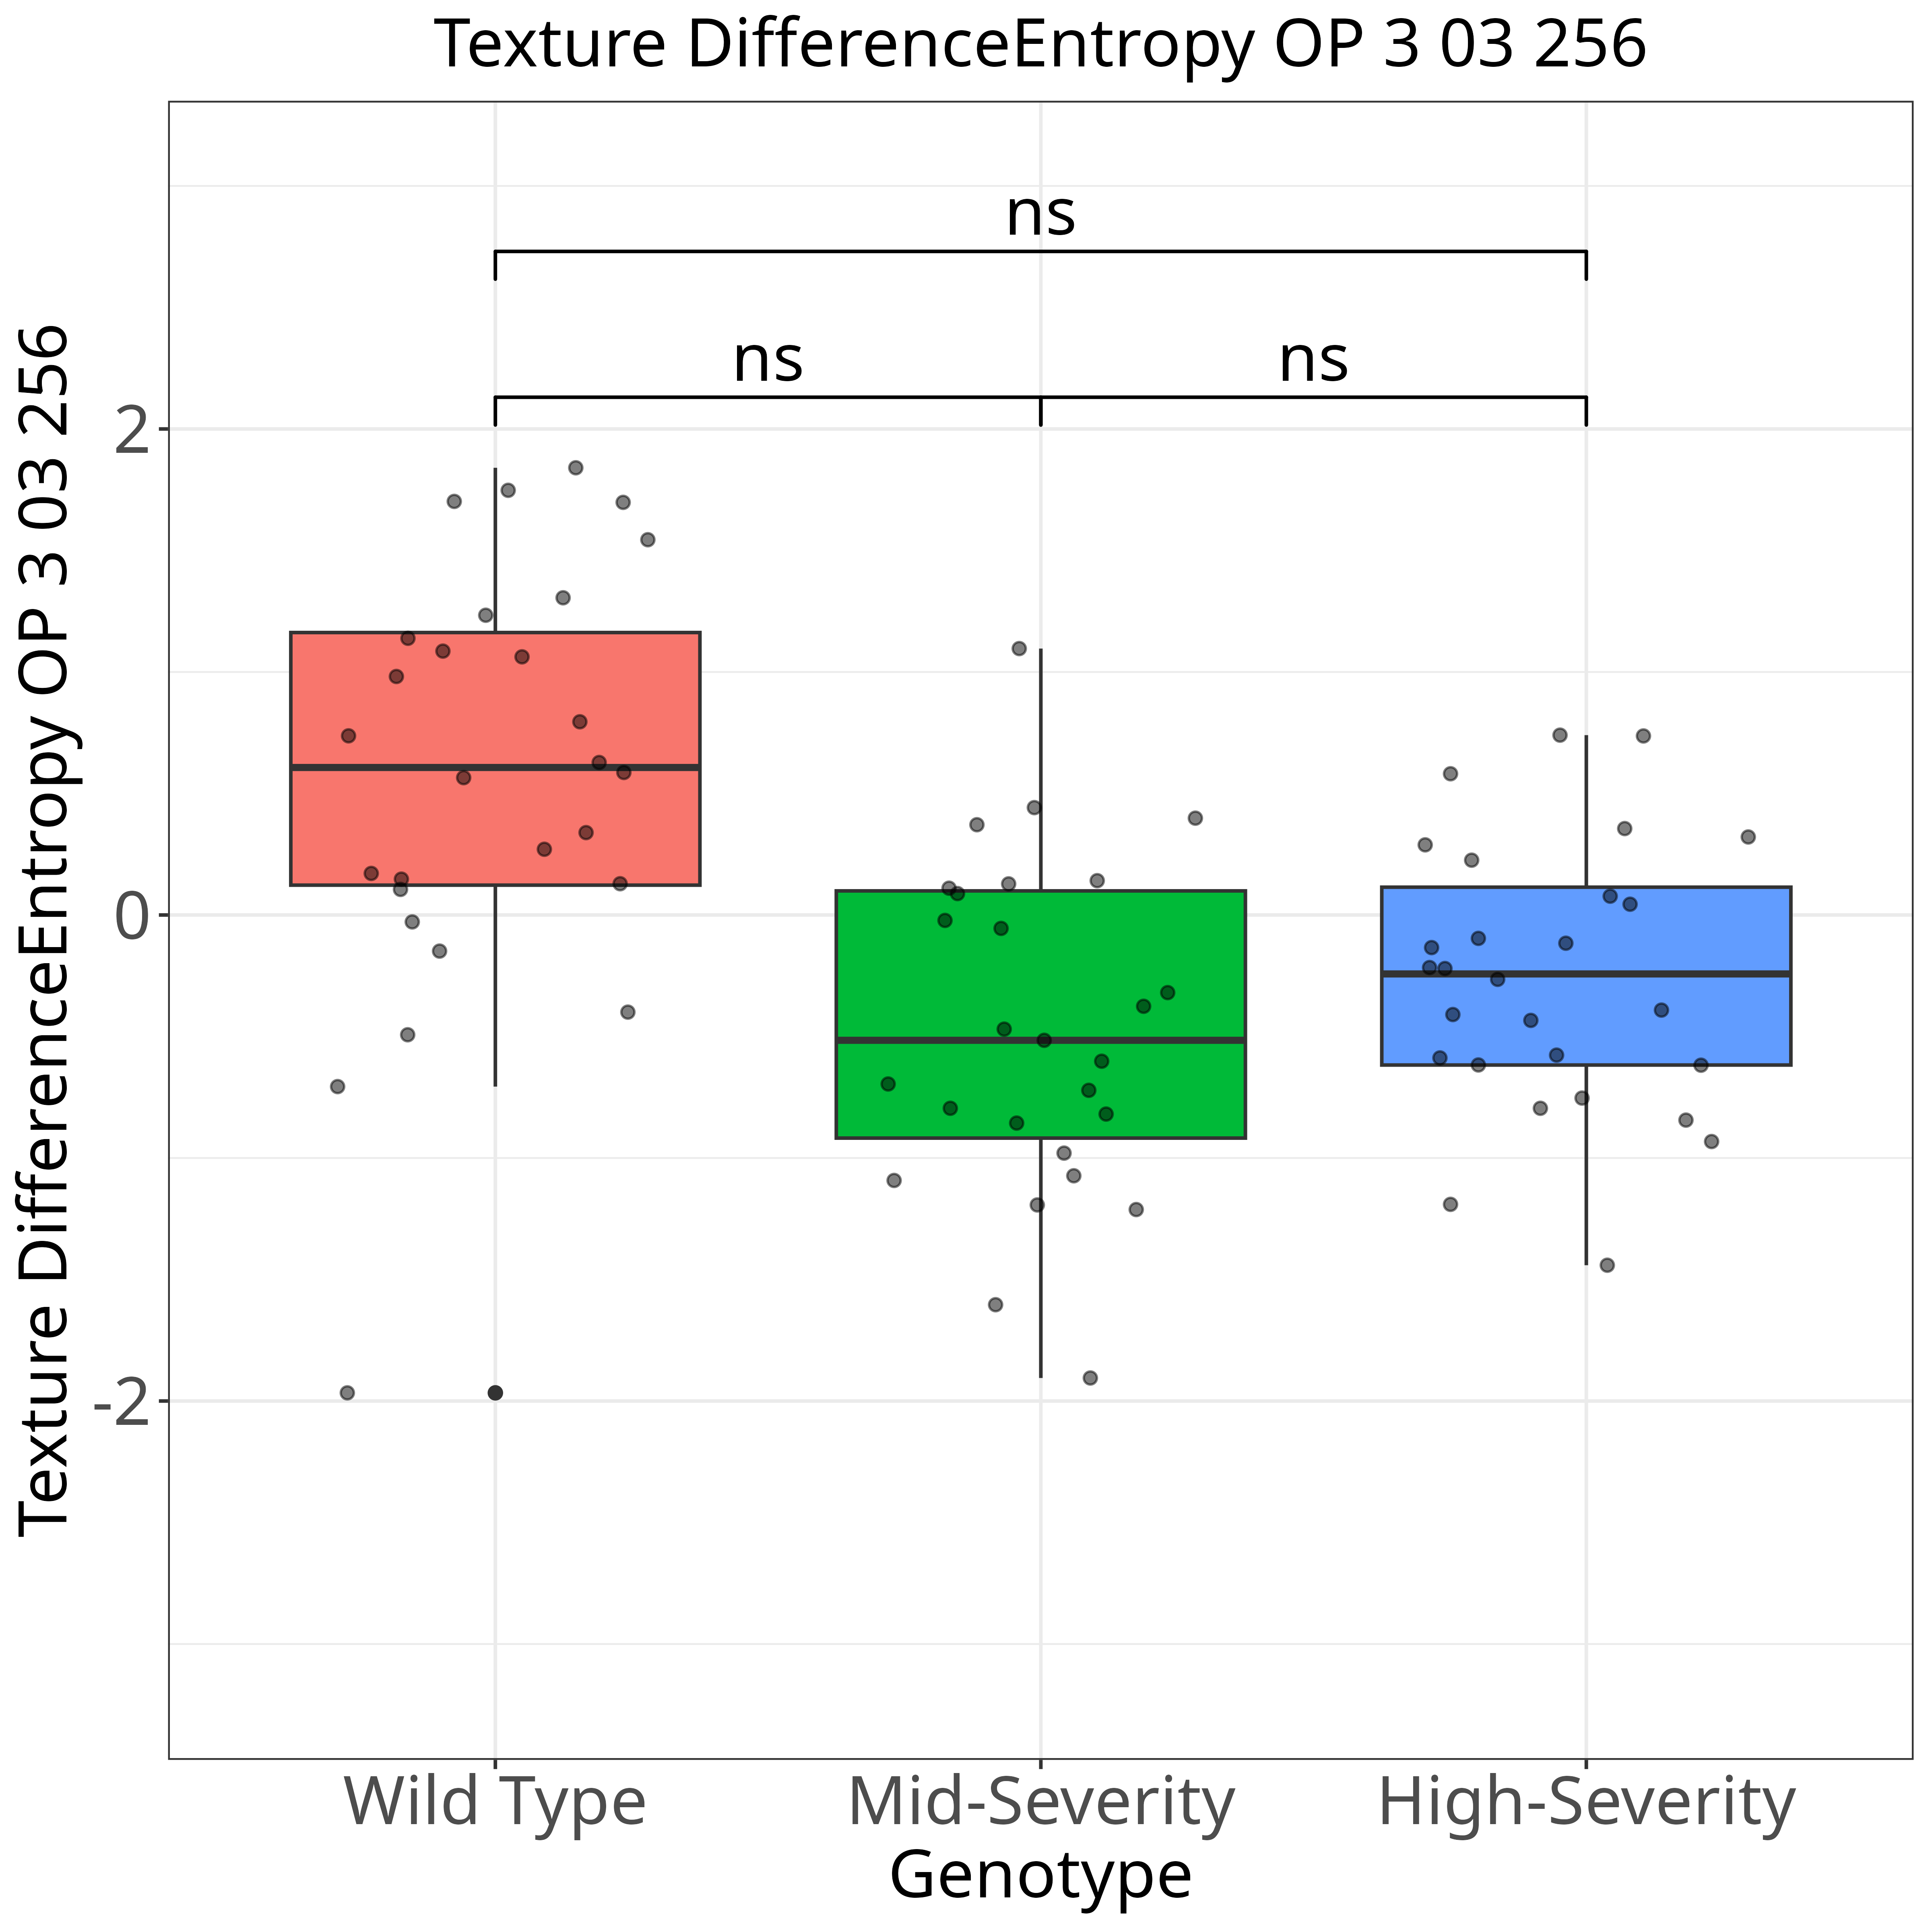 Texture DifferenceEntropy OP 3 03 256
ns
ns ns
Texture DifferenceEntropy OP 3 03 256
2
0
-2
Wild Type Mid-Severity High-Severity
Genotype